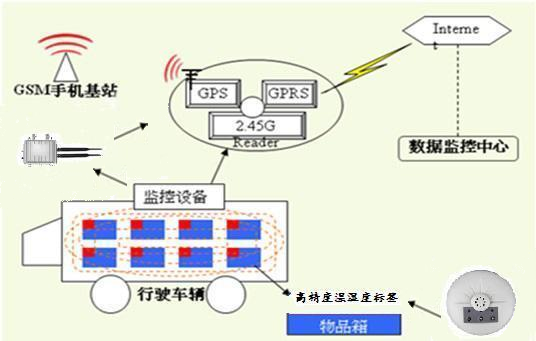 GSM手机基站
GPS
GPRS
2.45G
Reader
Interne
t
数据监控中心
监控设备
行驶车辆
高精度温湿度标签
物品箱